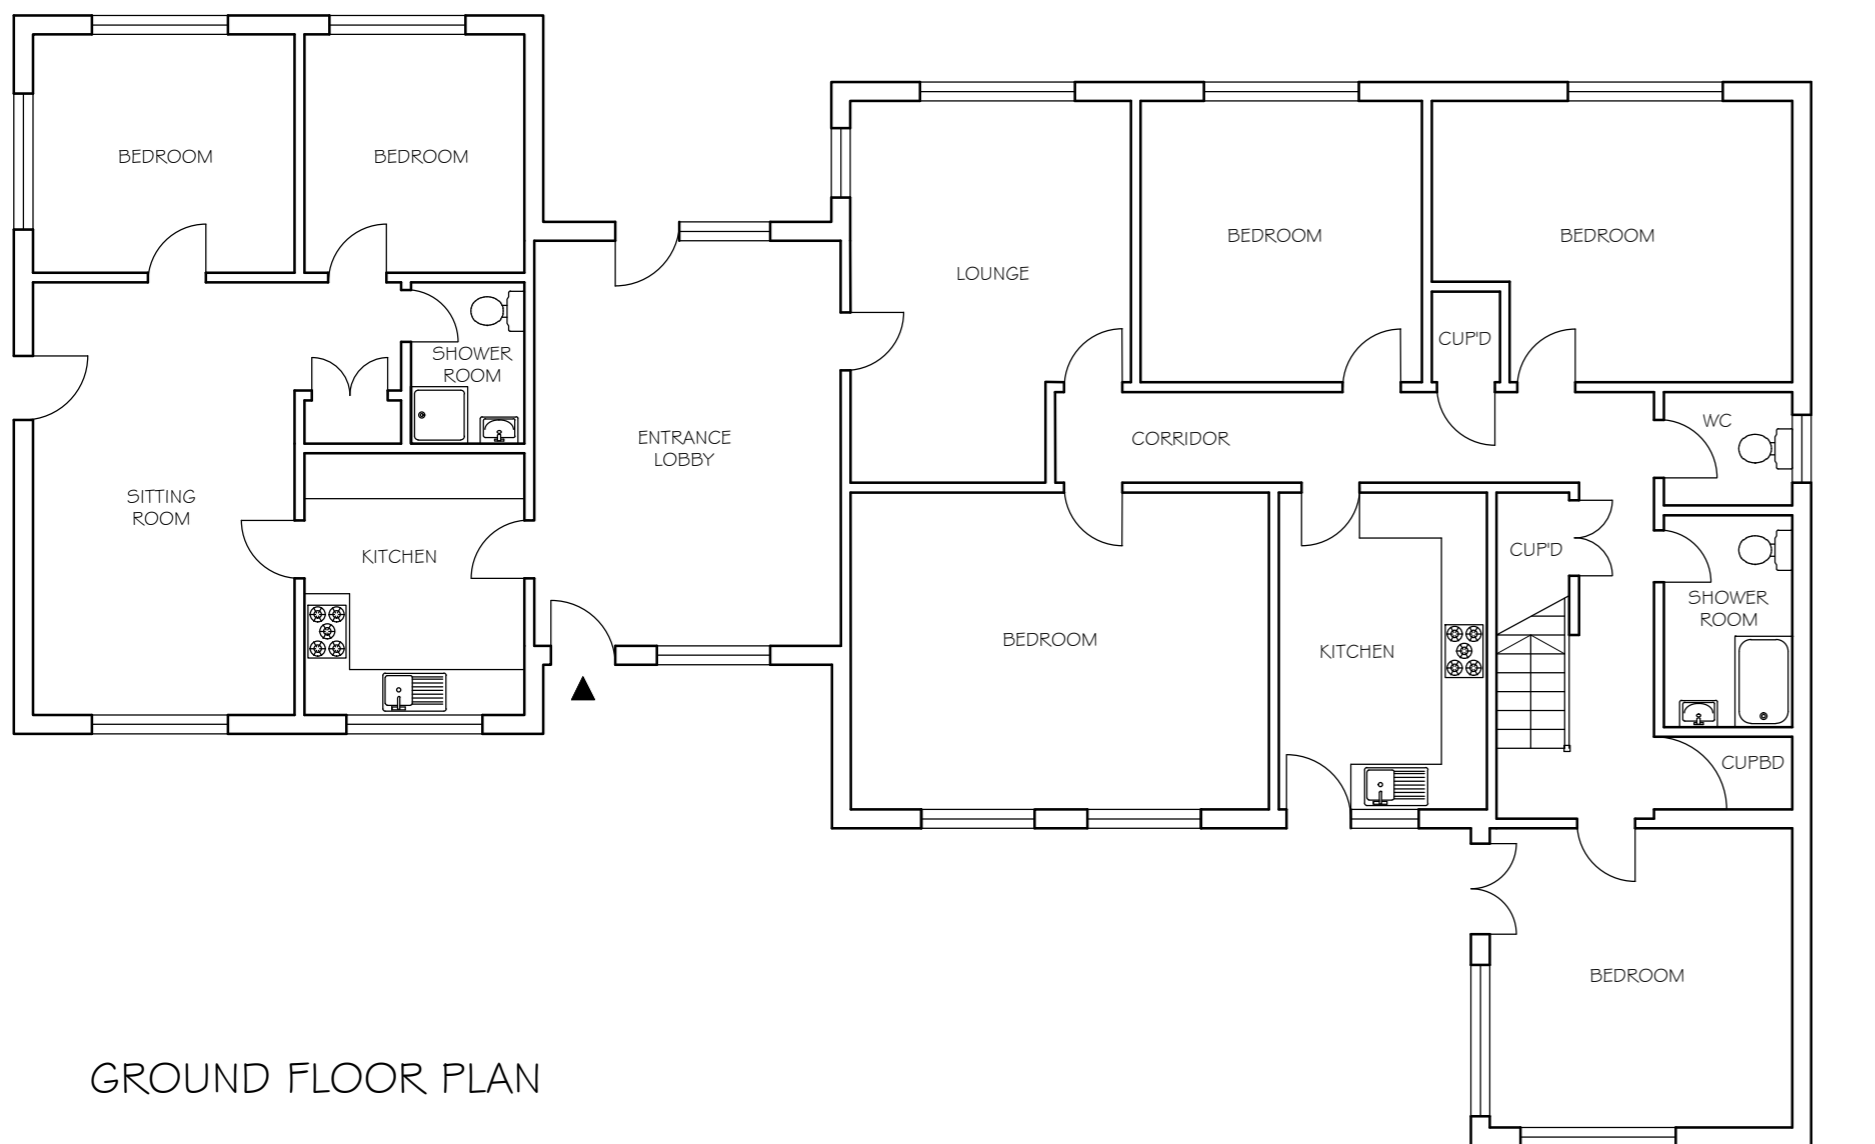 BEDROOM
BEDROOM
BEDROOM
BEDROOM
LOUNGE
CUP'D
SHOWER
ROOM
WC
ENTRANCE
LOBBY
CORRIDOR
SITTING
ROOM
KITCHEN
CUP'D
SHOWER
ROOM
BEDROOM
KITCHEN
CUPBD
BEDROOM
GROUND FLOOR PLAN